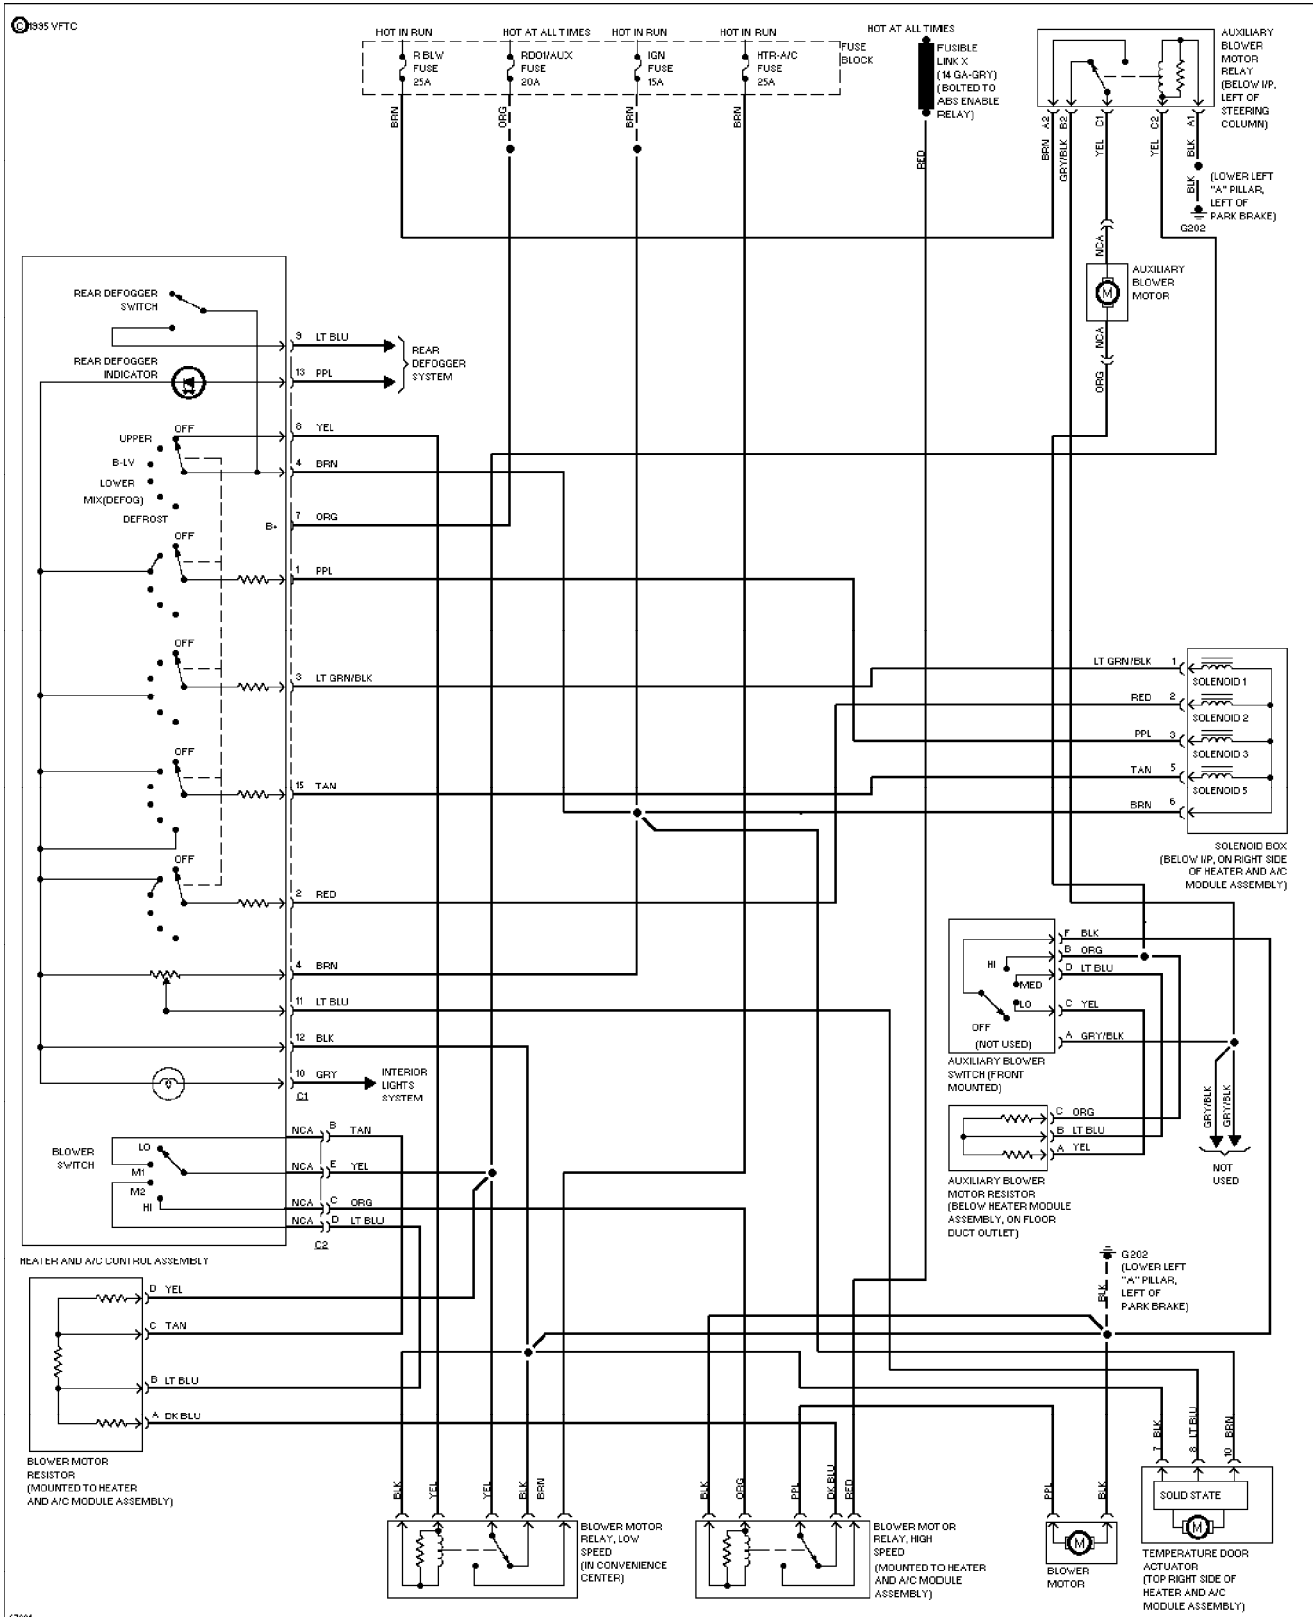 © 1995 VFTC
HOT IN RUN
HOT AT ALL TIMES
HOT IN RUN
HOT IN RUN
HOT AT ALL TIMES
R BLW
FUSE
25A
RDO1/AUX
FUSE
20A
IGN
FUSE
15A
HTR-A/C
FUSE
25A
FUSE
BLOCK
FUSIBLE
LINK X
(14 GA-GRY)
(BOLTED TO
ABS ENABLE
RELAY)
AUXILIARY
BLOWER
MOTOR
RELAY
(BELOW I/P,
LEFT OF
STEERING
COLUMN)
BRN
ORG
BRN
BRN
RED
BRN A2
GRY/BLK B2
YEL C1
YEL C2
BLK A1
BLK
(LOWER LEFT
"A" PILLAR,
LEFT OF
PARK BRAKE)
G202
NCA
AUXILIARY
BLOWER
MOTOR
M
NCA
ORG
REAR DEFOGGER
SWITCH
9 LT BLU
REAR DEFOGGER
INDICATOR
13 PPL
REAR
DEFOGGER
SYSTEM
OFF
UPPER
B-LV
LOWER
MIX(DEFOG)
DEFROST
8 YEL
4 BRN
B+
7 ORG
OFF
1 PPL
OFF
3 LT GRN/BLK
OFF
15 TAN
OFF
2 RED
4 BRN
11 LT BLU
12 BLK
10 GRY
C1
INTERIOR
LIGHTS
SYSTEM
LT GRN/BLK 1
SOLENOID 1
RED 2
SOLENOID 2
PPL 3
SOLENOID 3
TAN 5
SOLENOID 5
BRN 6
SOLENOID BOX
(BELOW I/P, ON RIGHT SIDE
OF HEATER AND A/C
MODULE ASSEMBLY)
F BLK
B ORG
D LT BLU
C YEL
A GRY/BLK
HI
MED
LO
OFF
(NOT USED)
AUXILIARY BLOWER
SWITCH (FRONT
MOUNTED)
GRY/BLK
GRY/BLK
NOT
USED
C ORG
B LT BLU
A YEL
AUXILIARY BLOWER
MOTOR RESISTOR
(BELOW HEATER MODULE
ASSEMBLY, ON FLOOR
DUCT OUTLET)
BLOWER
SWITCH
LO
M1
M2
HI
NCA B TAN
NCA E YEL
NCA C ORG
NCA D LT BLU
C2
HEATER AND A/C CONTROL ASSEMBLY
G202
(LOWER LEFT
"A" PILLAR,
LEFT OF
PARK BRAKE)
BLK
D YEL
C TAN
B LT BLU
A DK BLU
BLOWER MOTOR
RESISTOR
(MOUNTED TO HEATER
AND A/C MODULE ASSEMBLY)
BLK
YEL
YEL
BLK
BRN
BLOWER MOTOR
RELAY, LOW
SPEED
(IN CONVENIENCE
CENTER)
BLK
ORG
PPL
DK BLU
RED
BLOWER MOTOR
RELAY, HIGH
SPEED
(MOUNTED TO HEATER
AND A/C MODULE
ASSEMBLY)
PPL
BLK
M
BLOWER
MOTOR
7 BLK
8 LT BLU
10 BRN
SOLID STATE
M
TEMPERATURE DOOR
ACTUATOR
(TOP RIGHT SIDE OF
HEATER AND A/C
MODULE ASSEMBLY)